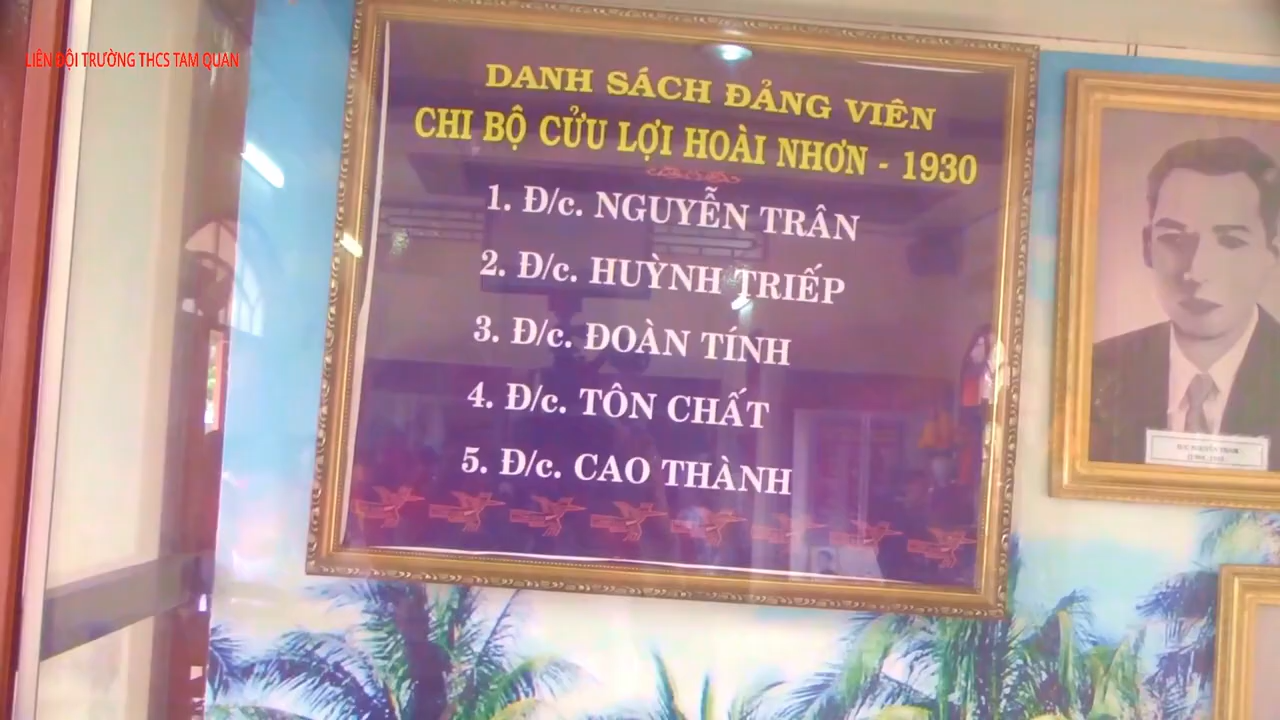 LIÊN ĐỘI TRƯỜNG THCS TAM QUAN
DANH SÁCH ĐẢNG VIÊN
CHI BỘ CỬU LỢI HOÀI NHƠN - 1930
1. Đ/c. NGUYỄN TRÂN
2. Đ/c. HUỲNH TRIẾP
3. Đ/c. ĐOÀN TÍNH
4. Đ/c. TÔN CHẤT
5. Đ/c. CAO THÀNH